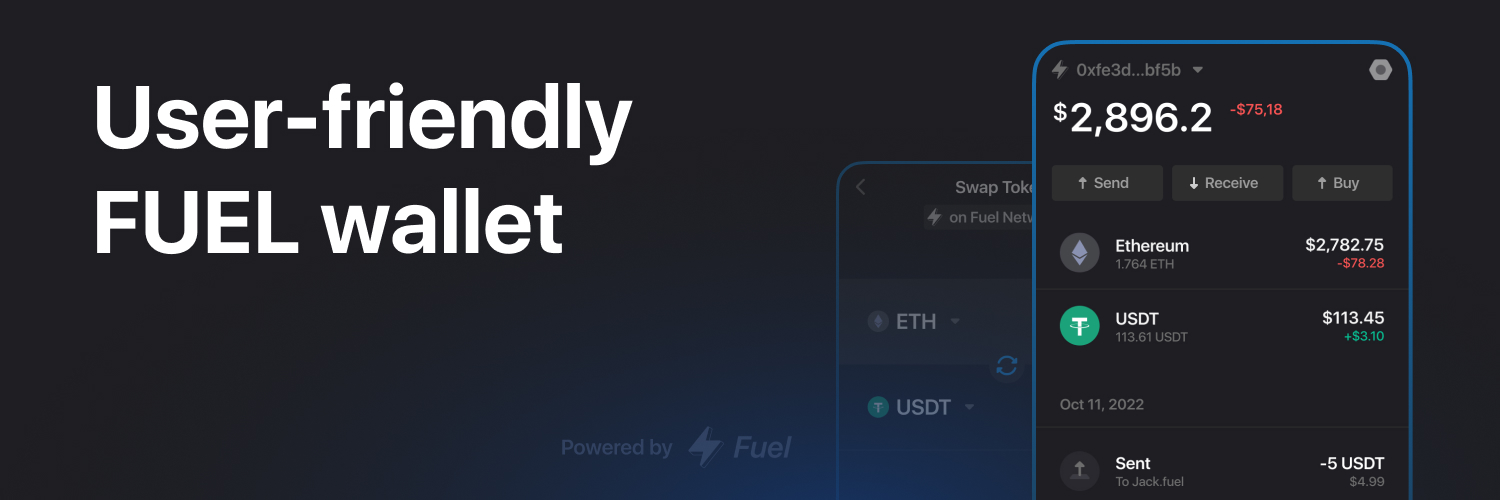 User-friendly
FUEL wallet
Powered by Fuel
Swap Toke
on Fuel Netw
ETH
USDT
0xfe3d...bf5b
$2,896.2 -$75,18
Send Receive Buy
Ethereum $2,782.75
1.764 ETH -$78.28
USDT $113.45
113.61 USDT +$3.10
Oct 11, 2022
Sent -5 USDT
To Jack.fuel $4.99